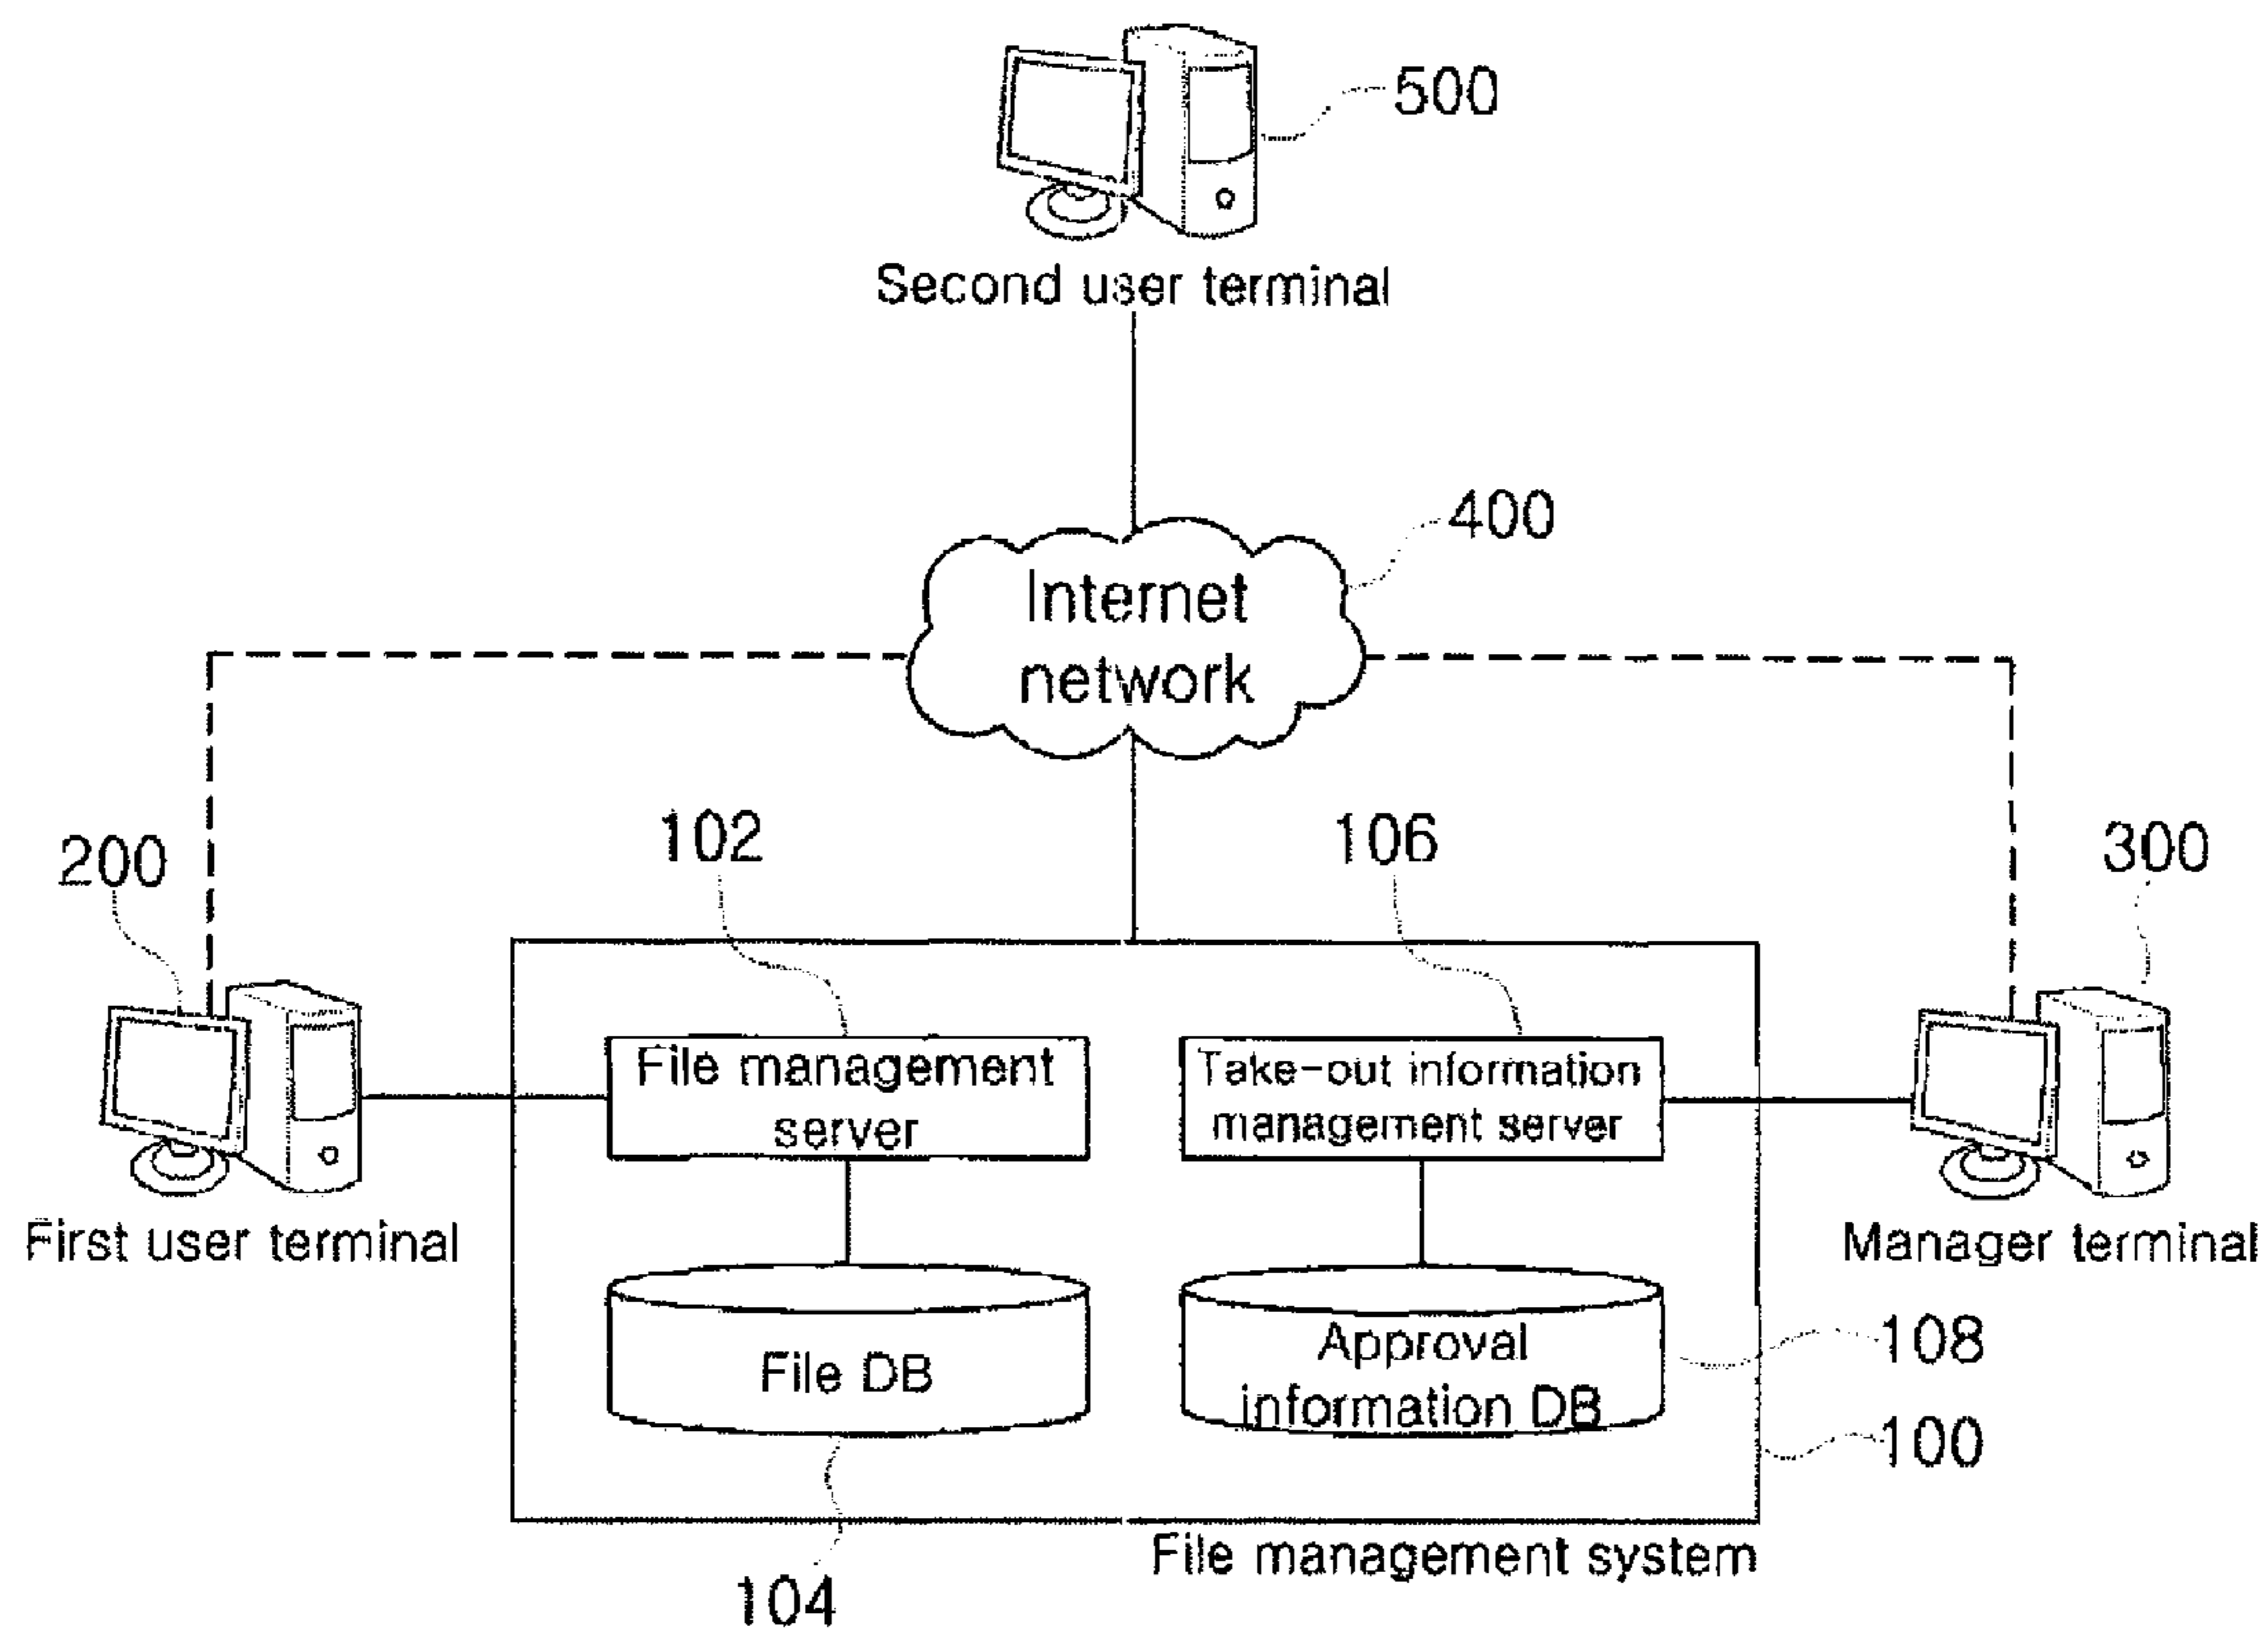 500
Second user terminal
400
Internet
network
102
106
200
300
File management
server
Take-out information
management server
First user terminal
Manager terminal
File DB
Approval
information DB
108
100
File management system
104